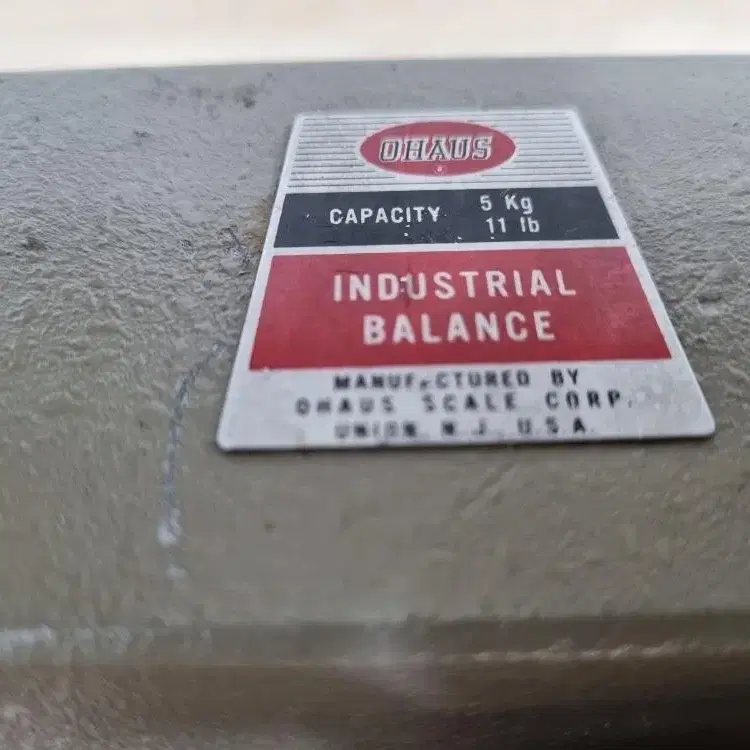 OHAUS
CAPACITY 5 Kg
11 lb
INDUSTRIAL
BALANCE
MANUFACTURED BY
OHAUS SCALE CORP.
UNION, N.J., U.S.A.